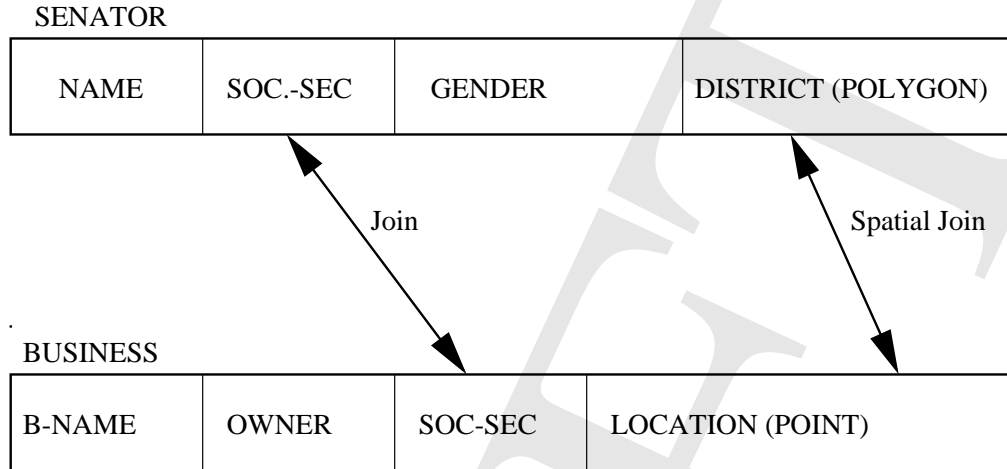 SENATOR
NAME SOC.-SEC GENDER DISTRICT (POLYGON)
Join Spatial Join
BUSINESS
B-NAME OWNER SOC-SEC LOCATION (POINT)